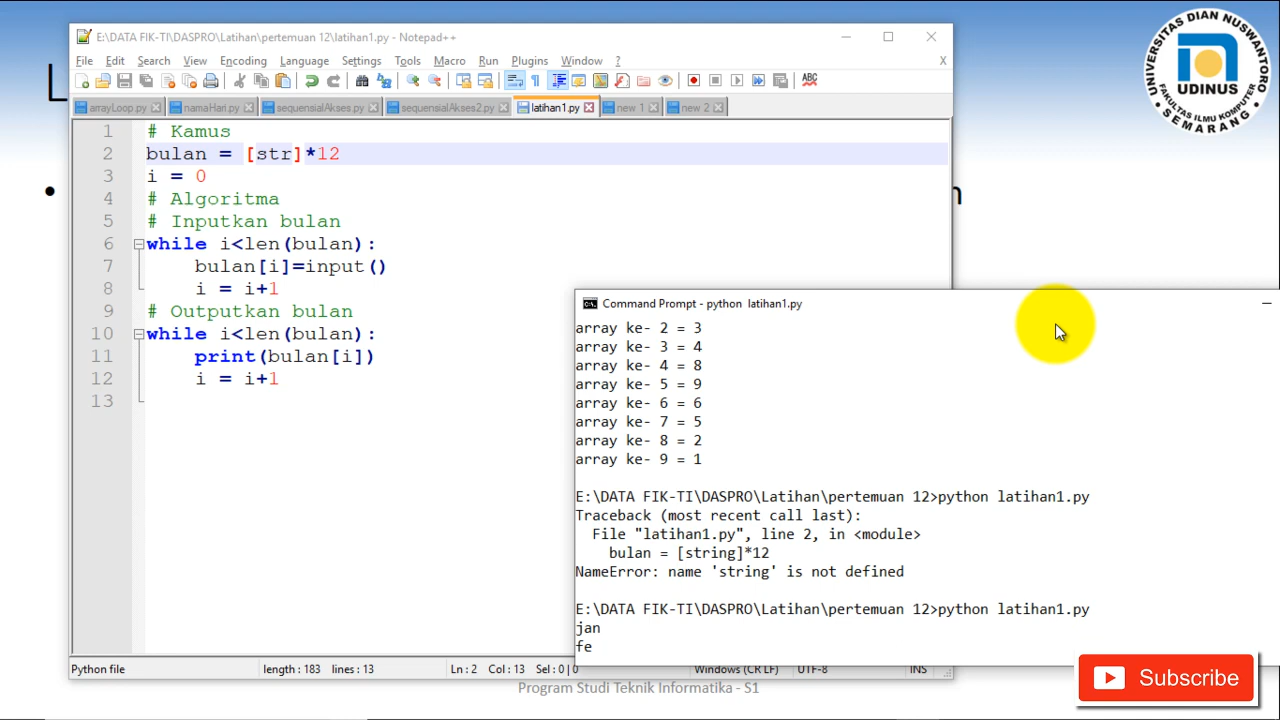 E:\DATA FIK-TI\DASPRO\Latihan\pertemuan 12\latihan1.py - Notepad++
File Edit Search View Encoding Language Settings Tools Macro Run Plugins Window ? X
ABC
arrayLoop.py namaHari.py sequensialAkses.py sequensialAkses2.py latihan1.py new 1 new 2
1 # Kamus
2 bulan = [str]*12
3 i = 0
4 # Algoritma
5 # Inputkan bulan
6 while i<len(bulan):
7 bulan[i]=input()
8 i = i+1
9 # Outputkan bulan
10 while i<len(bulan):
11 print(bulan[i])
12 i = i+1
13
Python file length : 183 lines : 13 Ln : 2 Col : 13 Sel : 0 | 0 Windows (CR LF) UTF-8 INS
Command Prompt - python latihan1.py
array ke- 2 = 3
array ke- 3 = 4
array ke- 4 = 8
array ke- 5 = 9
array ke- 6 = 6
array ke- 7 = 5
array ke- 8 = 2
array ke- 9 = 1
E:\DATA FIK-TI\DASPRO\Latihan\pertemuan 12>python latihan1.py
Traceback (most recent call last):
File "latihan1.py", line 2, in <module>
bulan = [string]*12
NameError: name 'string' is not defined
E:\DATA FIK-TI\DASPRO\Latihan\pertemuan 12>python latihan1.py
jan
fe
UNIVERSITAS DIAN NUSWANTORO
UDINUS
FAKULTAS ILMU KOMPUTER
SEMARANG
Program Studi Teknik Informatika - S1
Subscribe